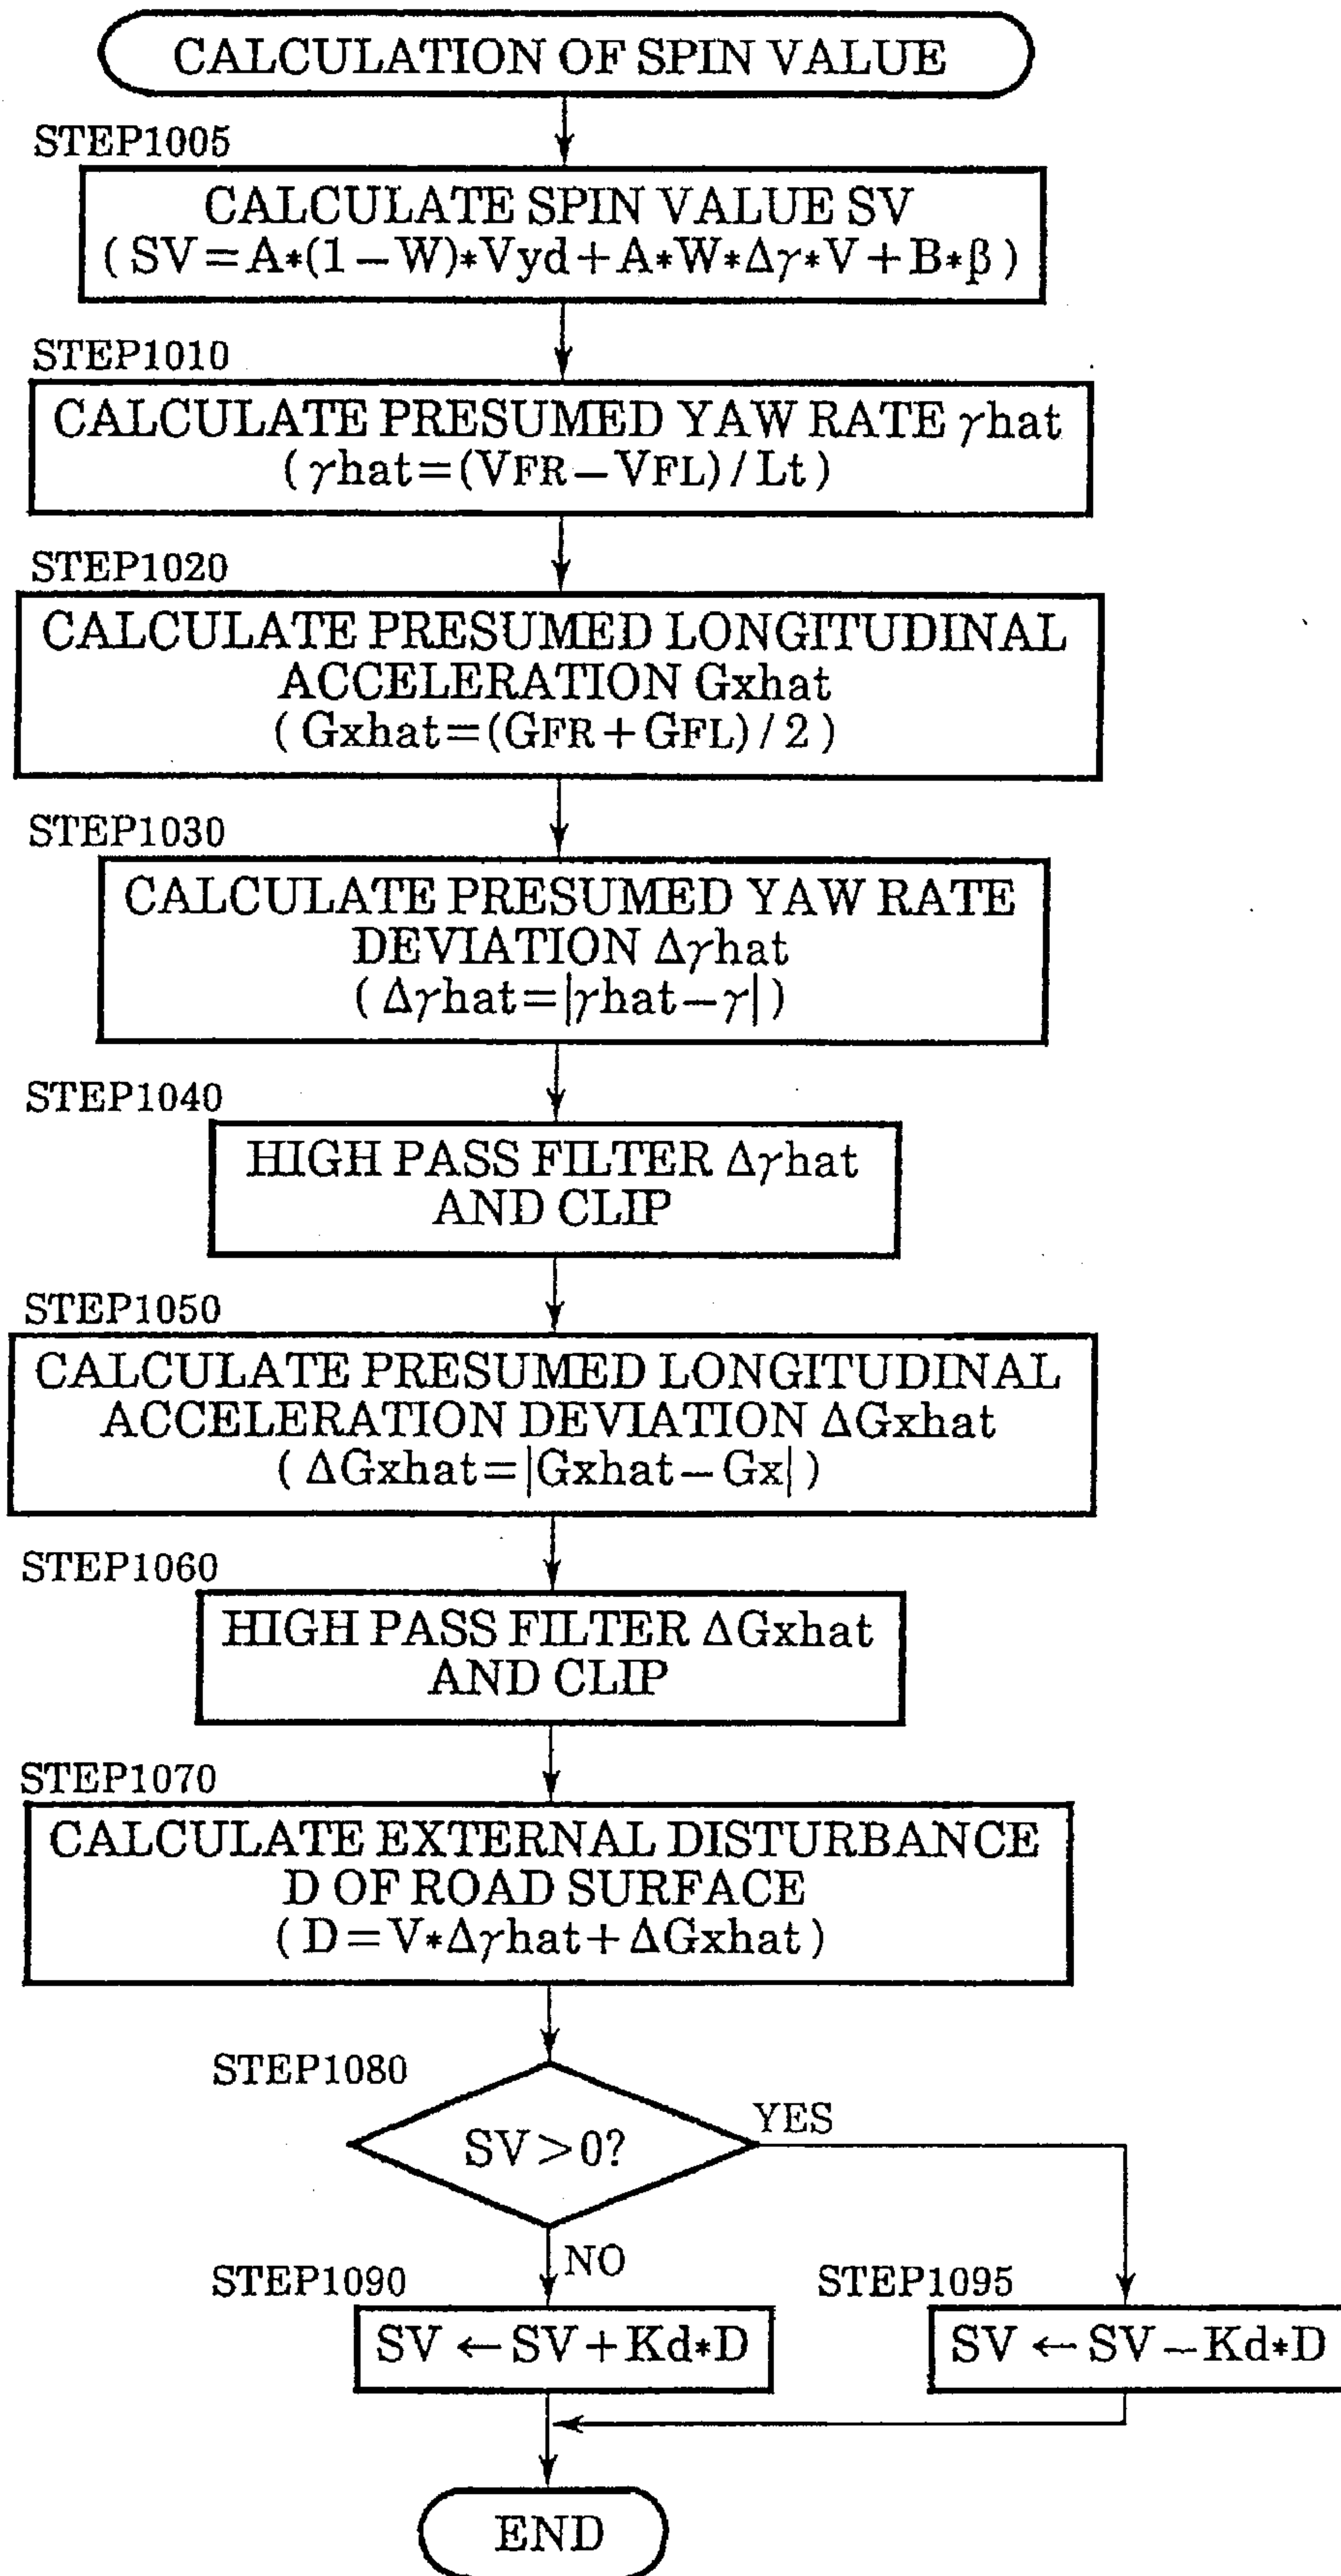 CALCULATION OF SPIN VALUE
STEP1005
CALCULATE SPIN VALUE SV
(SV=A*(1-W)*Vyd+A*W*Δγ*V+B*β)
STEP1010
CALCULATE PRESUMED YAW RATE γhat
(γhat=(VFR-VFL)/Lt)
STEP1020
CALCULATE PRESUMED LONGITUDINAL
ACCELERATION Gxhat
(Gxhat=(GFR+GFL)/2)
STEP1030
CALCULATE PRESUMED YAW RATE
DEVIATION Δγhat
(Δγhat=|γhat-γ|)
STEP1040
HIGH PASS FILTER Δγhat
AND CLIP
STEP1050
CALCULATE PRESUMED LONGITUDINAL
ACCELERATION DEVIATION ΔGxhat
(ΔGxhat=|Gxhat-Gx|)
STEP1060
HIGH PASS FILTER ΔGxhat
AND CLIP
STEP1070
CALCULATE EXTERNAL DISTURBANCE
D OF ROAD SURFACE
(D=V*Δγhat+ΔGxhat)
STEP1080
SV>0?
YES
NO
STEP1090
SV←SV+Kd*D
STEP1095
SV←SV-Kd*D
END